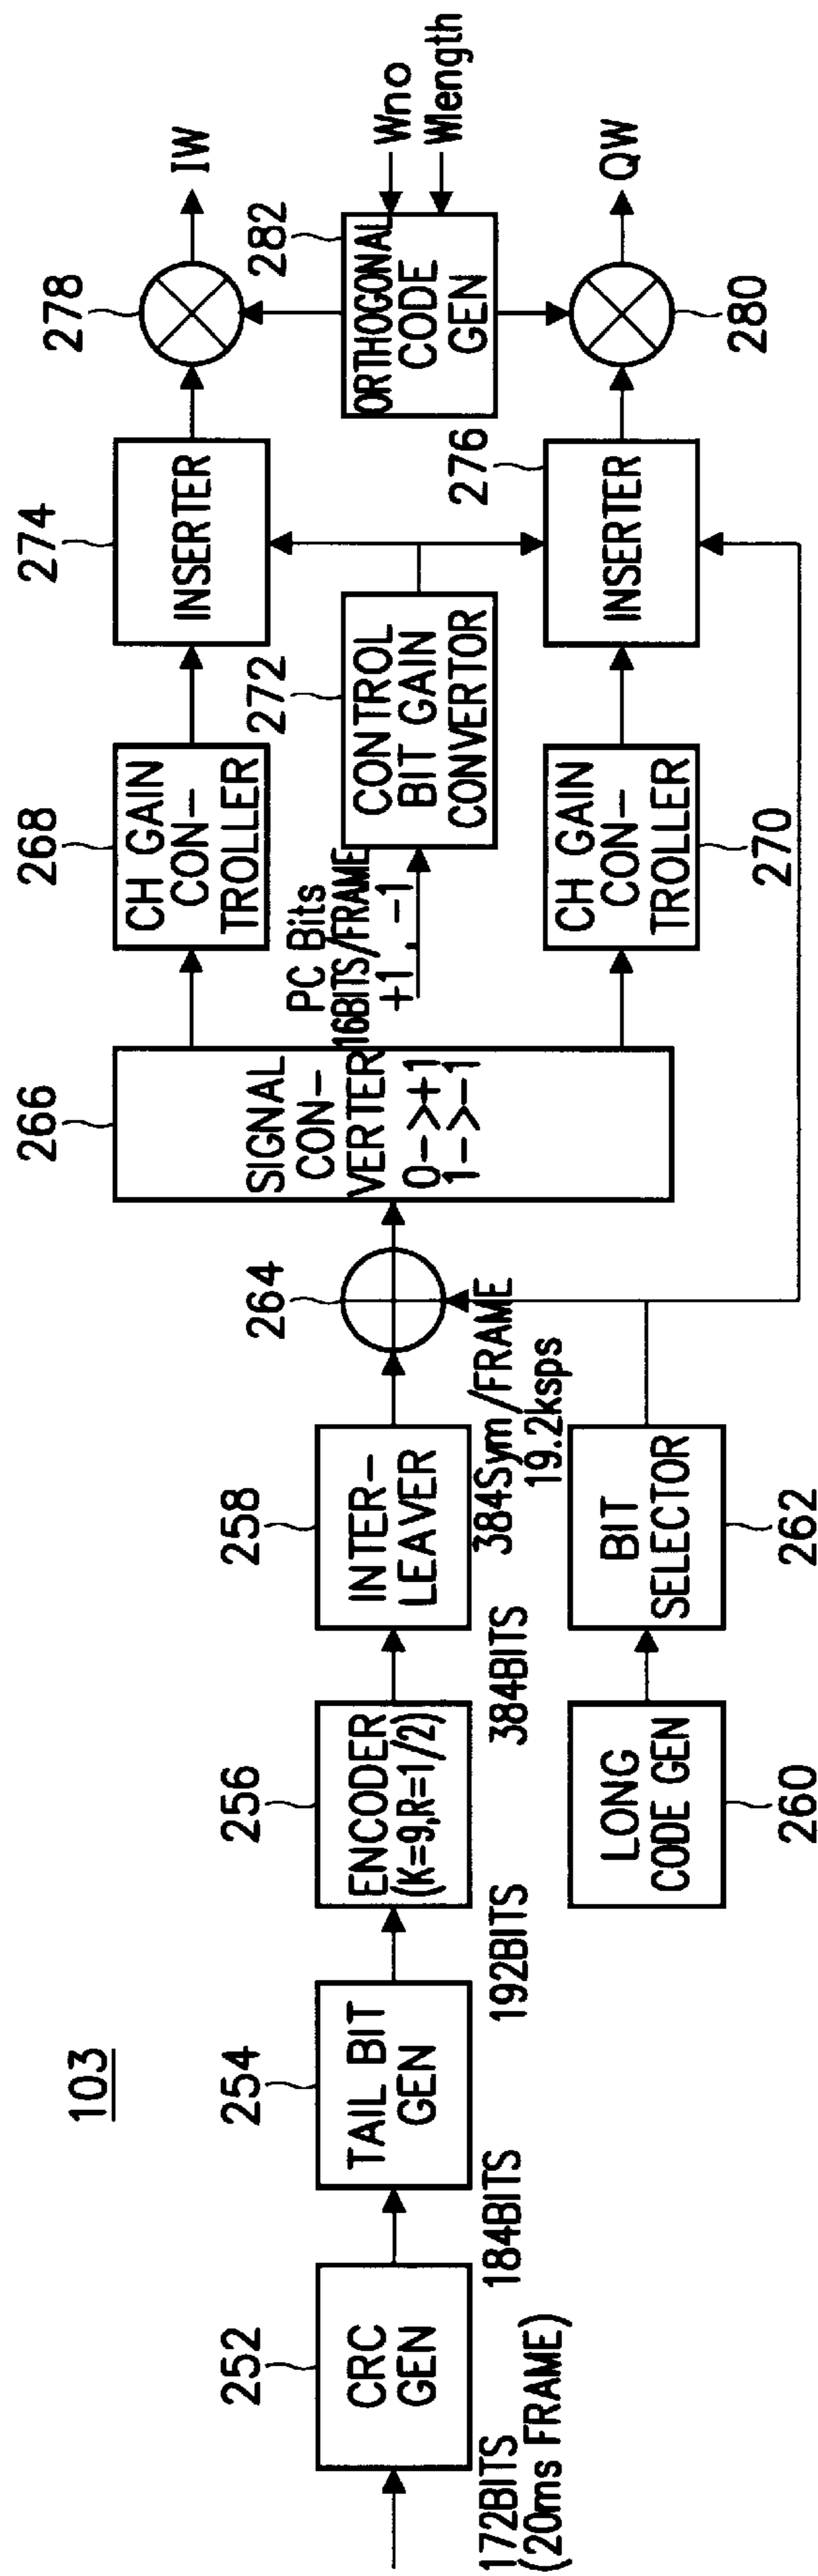 103
252
CRC
GEN
172BITS
(20ms FRAME)
184BITS
254
TAIL BIT
GEN
192BITS
256
ENCODER
(K=9,R=1/2)
384BITS
258
INTER-
LEAVER
384Sym/FRAME
19.2ksps
260
LONG
CODE GEN
262
BIT
SELECTOR
264
266
SIGNAL
CON-
VERTER
0->+1
1->-1
PC Bits
16BITS/FRAME
+1, -1
268
CH GAIN
CON-
TROLLER
270
CH GAIN
CON-
TROLLER
272
CONTROL
BIT GAIN
CONVERTOR
274
INSERTER
276
INSERTER
278
IW
282
ORTHOGONAL
CODE
GEN
Wno
Wlength
280
QW